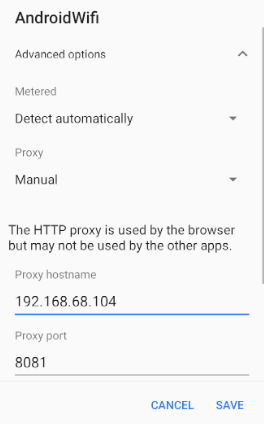 AndroidWifi
Advanced options
Metered
Detect automatically
Proxy
Manual
The HTTP proxy is used by the browser
but may not be used by the other apps.
Proxy hostname
192.168.68.104
Proxy port
8081
CANCEL SAVE